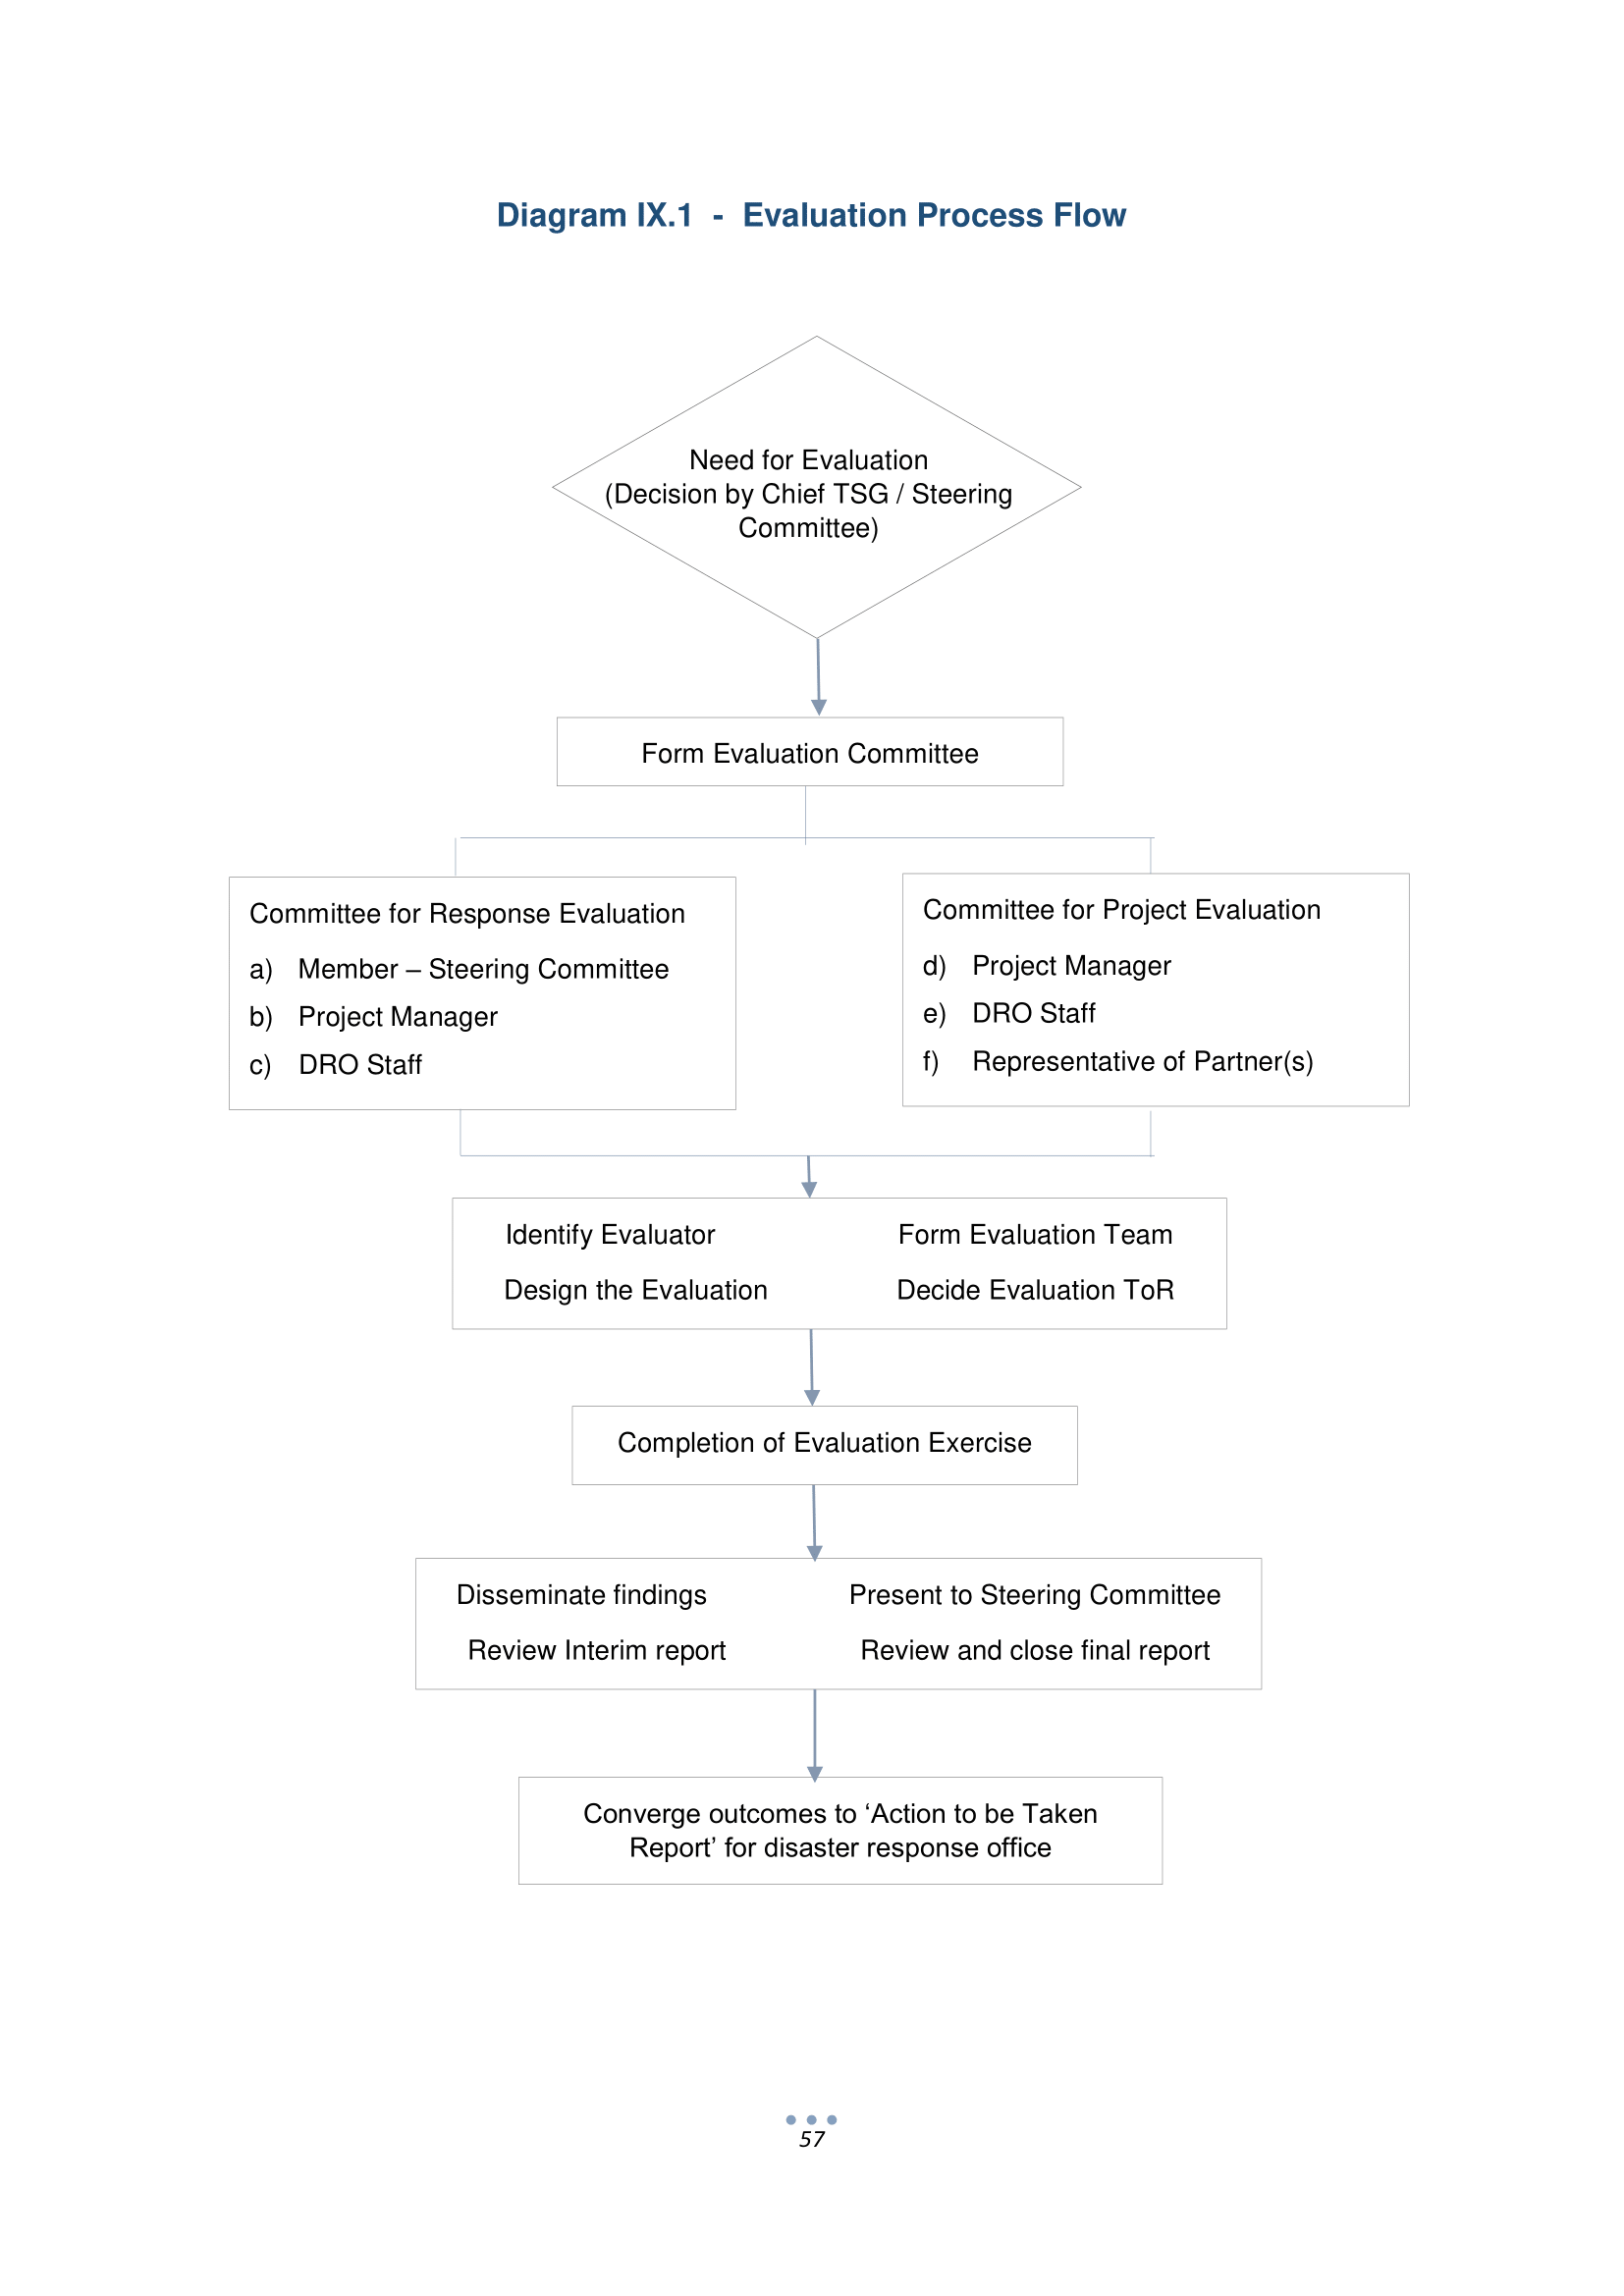 Diagram IX.1 - Evaluation Process Flow
Need for Evaluation
(Decision by Chief TSG / Steering
Committee)
Form Evaluation Committee
Committee for Response Evaluation
a) Member – Steering Committee
b) Project Manager
c) DRO Staff
Committee for Project Evaluation
d) Project Manager
e) DRO Staff
f) Representative of Partner(s)
Identify Evaluator Form Evaluation Team
Design the Evaluation Decide Evaluation ToR
Completion of Evaluation Exercise
Disseminate findings Present to Steering Committee
Review Interim report Review and close final report
Converge outcomes to ‘Action to be Taken
Report’ for disaster response office
57